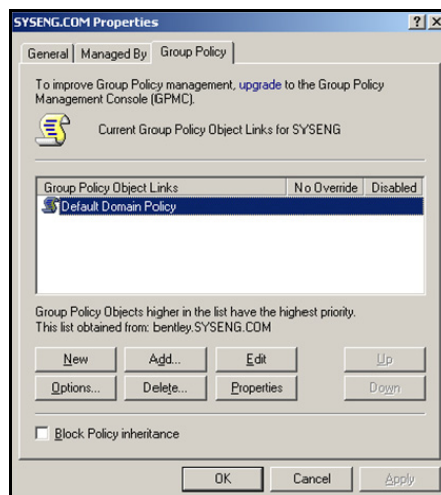 SYSENG.COM Properties
General Managed By Group Policy
To improve Group Policy management, upgrade to the Group Policy
Management Console (GPMC).
Current Group Policy Object Links for SYSENG
Group Policy Object Links No Override Disabled
Default Domain Policy
Group Policy Objects higher in the list have the highest priority.
This list obtained from: bentley.SYSENG.COM
New Add... Edit Up
Options... Delete... Properties Down
Block Policy inheritance
OK Cancel Apply